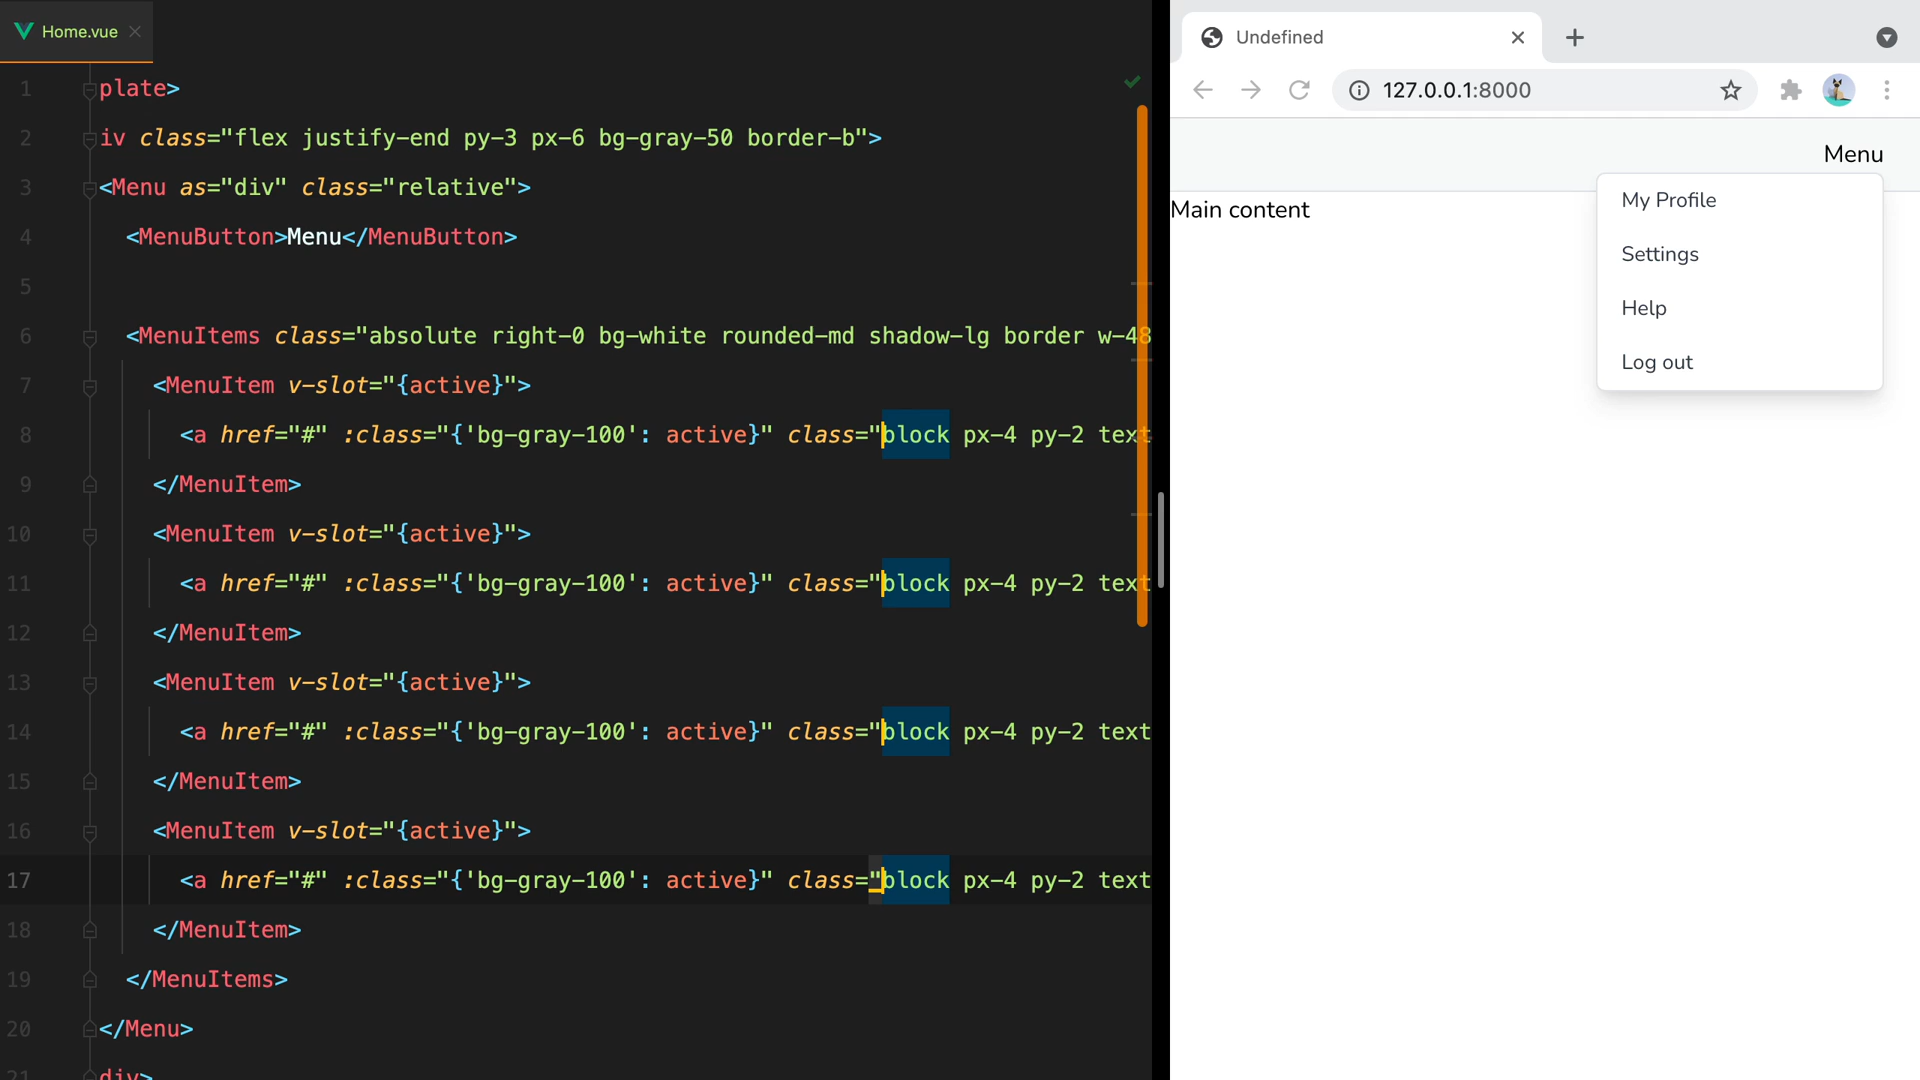 Home.vue
1 plate>
2 iv class="flex justify-end py-3 px-6 bg-gray-50 border-b">
3 <Menu as="div" class="relative">
4 <MenuButton>Menu</MenuButton>
5
6 <MenuItems class="absolute right-0 bg-white rounded-md shadow-lg border w-48
7 <MenuItem v-slot="{active}">
8 <a href="#" :class="{'bg-gray-100': active}" class="block px-4 py-2 text
9 </MenuItem>
10 <MenuItem v-slot="{active}">
11 <a href="#" :class="{'bg-gray-100': active}" class="block px-4 py-2 text
12 </MenuItem>
13 <MenuItem v-slot="{active}">
14 <a href="#" :class="{'bg-gray-100': active}" class="block px-4 py-2 text
15 </MenuItem>
16 <MenuItem v-slot="{active}">
17 <a href="#" :class="{'bg-gray-100': active}" class="block px-4 py-2 text
18 </MenuItem>
19 </MenuItems>
20 </Menu>
21 div>
Undefined
127.0.0.1:8000
Menu
Main content
My Profile
Settings
Help
Log out